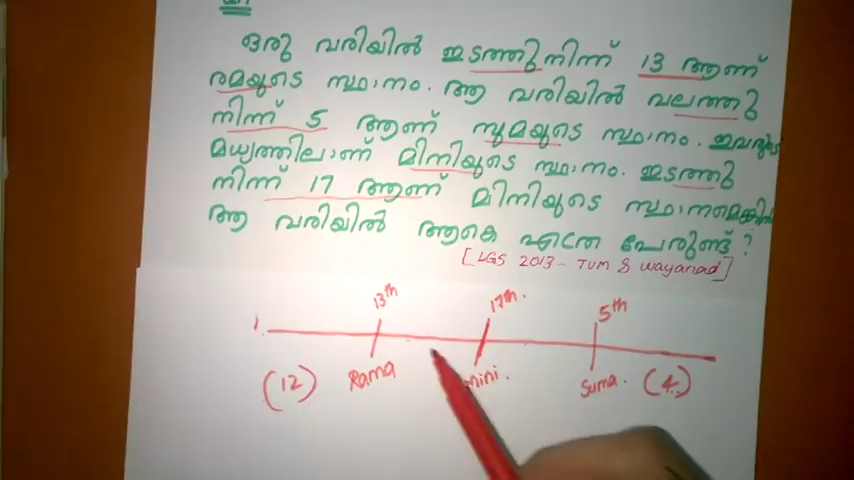 ഒരു വരിയിൽ ഇടത്തുനിന്ന് 13 ആണ്
രമയുടെ സ്ഥാനം. ആ വരിയിൽ വലത്തു
നിന്ന് 5 ആണ് സുമയുടെ സ്ഥാനം. ഇവരുടെ
മധ്യത്തിലാണ് മിനിയുടെ സ്ഥാനം. ഇടത്തു
നിന്ന് 17 ആണ് മിനിയുടെ സ്ഥാനമെങ്കിൽ
ആ വരിയിൽ ആകെ എത്ര പേരുണ്ട്?
[LGS 2013 - TVM & Wayanad]
13th 17th. 5th
1.
(12) Rama mini. Suma. (4)